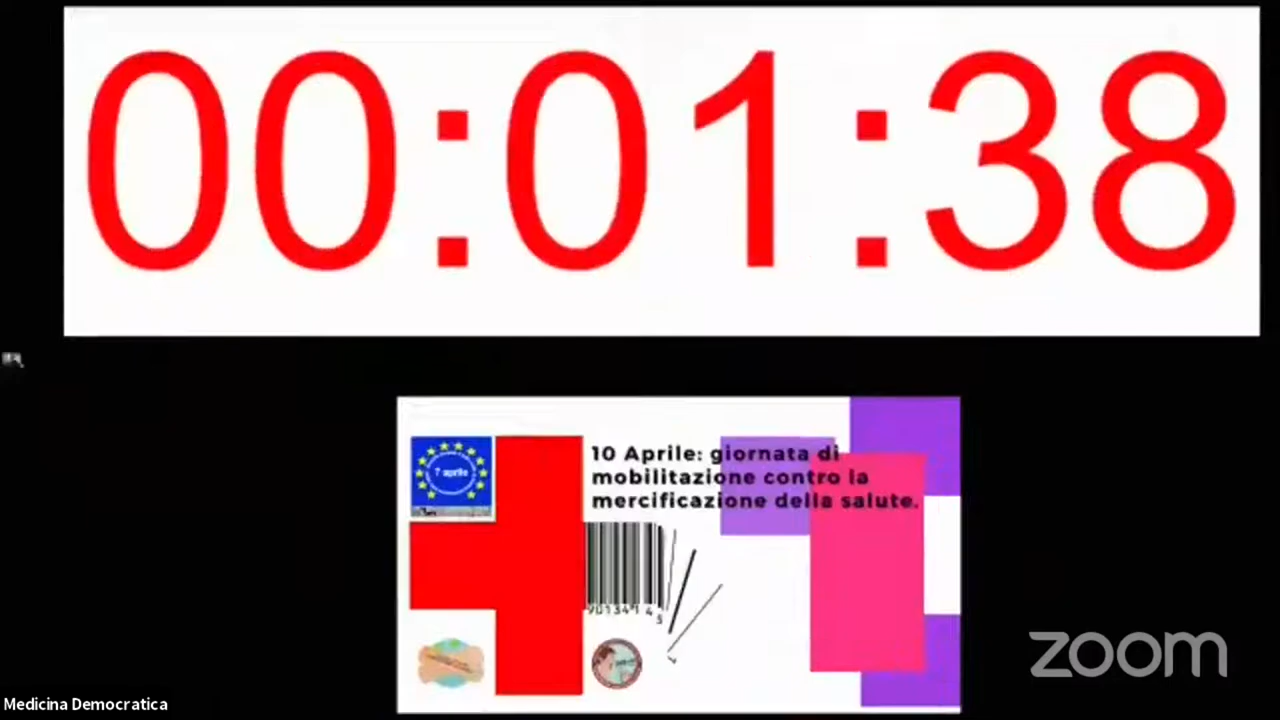 00:01:38
7 aprile
10 Aprile: giornata di
mobilitazione contro la
mercificazione della salute.
zoom
Medicina Democratica